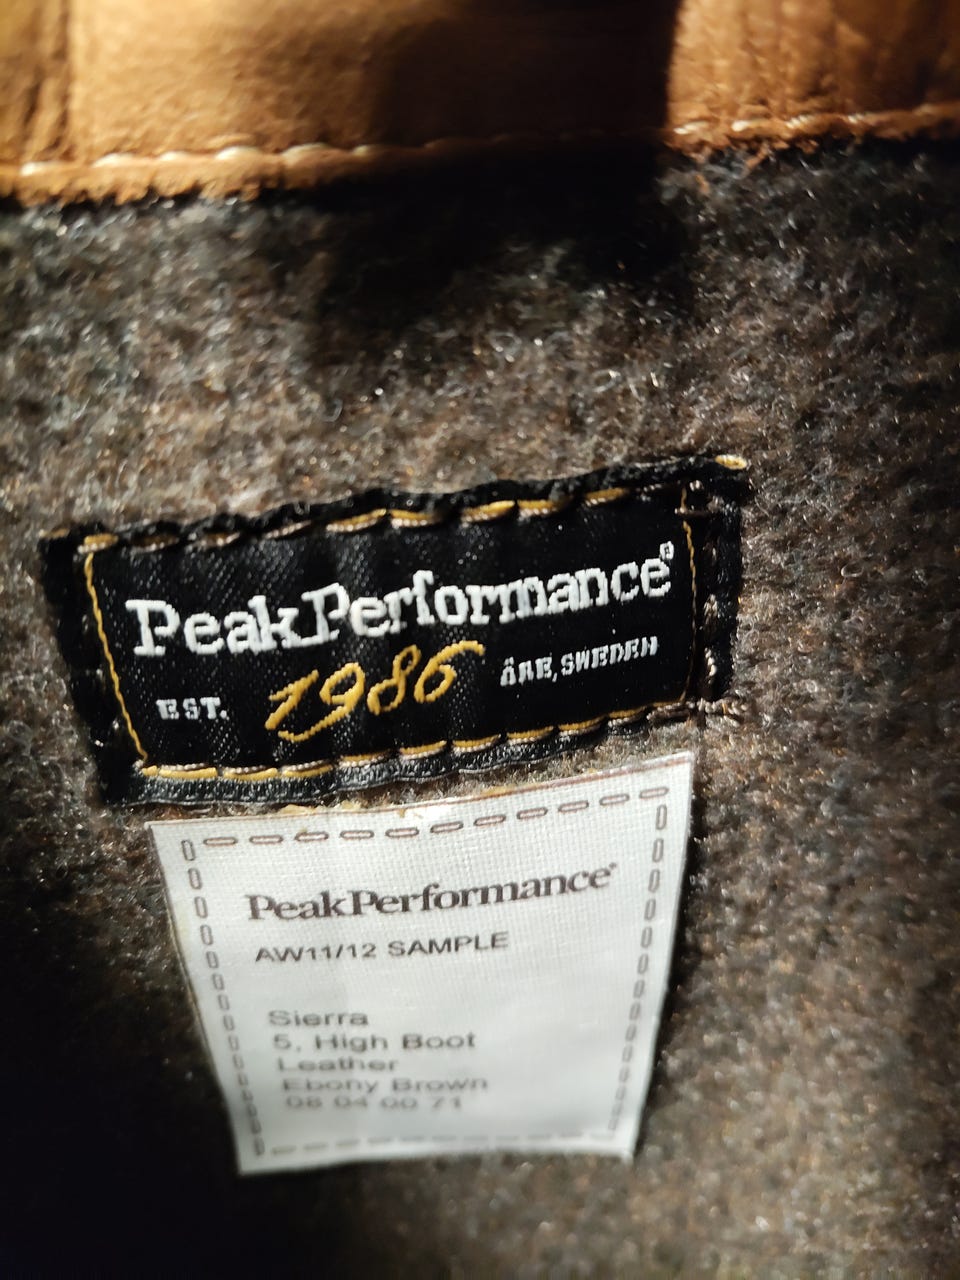 PeakPerformance®
EST. 1986 ÅRE, SWEDEN
PeakPerformance®
AW11/12 SAMPLE
Sierra
5, High Boot
Leather
Ebony Brown
08 04 00 71